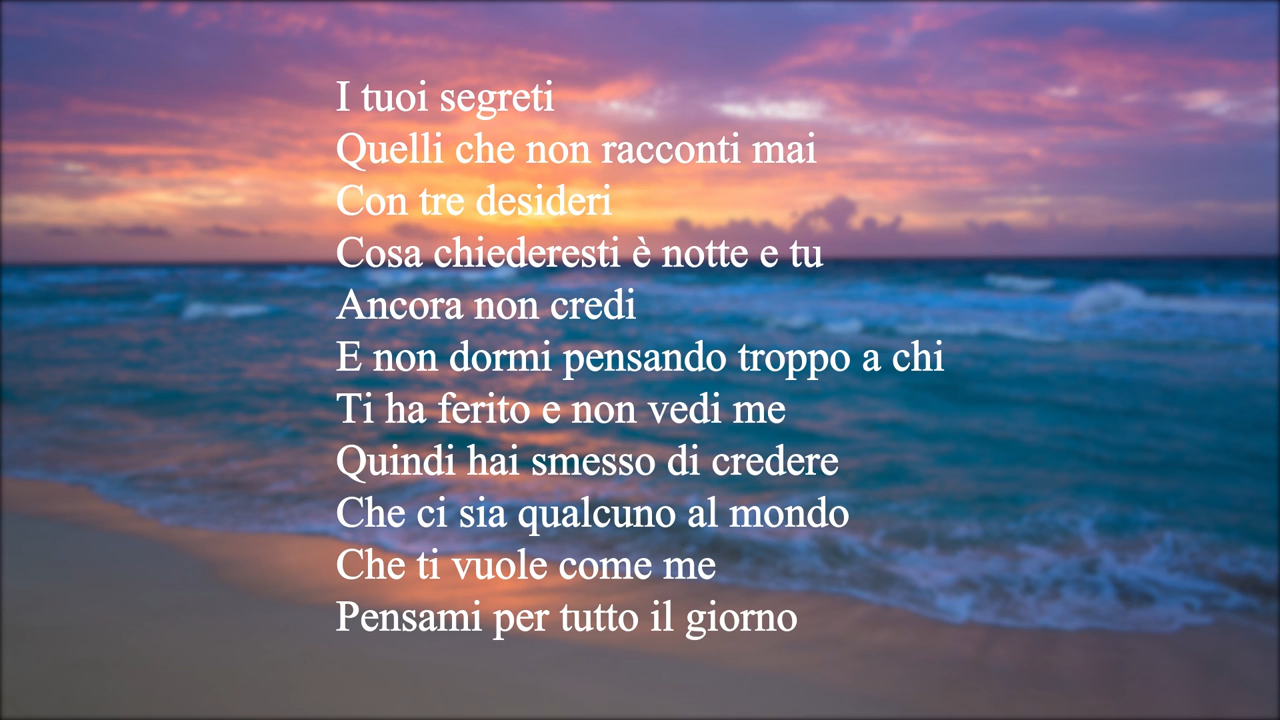 I tuoi segreti
Quelli che non racconti mai
Con tre desideri
Cosa chiederesti è notte e tu
Ancora non credi
E non dormi pensando troppo a chi
Ti ha ferito e non vedi me
Quindi hai smesso di credere
Che ci sia qualcuno al mondo
Che ti vuole come me
Pensami per tutto il giorno